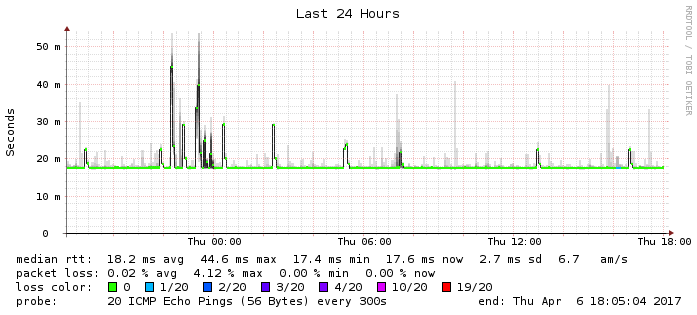 Last 24 Hours
RRDTOOL / TOBI OETIKER
Seconds
50 m
40 m
30 m
20 m
10 m
0
Thu 00:00 Thu 06:00 Thu 12:00 Thu 18:00
median rtt: 18.2 ms avg 44.6 ms max 17.4 ms min 17.6 ms now 2.7 ms sd 6.7 am/s
packet loss: 0.02 % avg 4.12 % max 0.00 % min 0.00 % now
loss color: 0 1/20 2/20 3/20 4/20 10/20 19/20
probe: 20 ICMP Echo Pings (56 Bytes) every 300s end: Thu Apr 6 18:05:04 2017